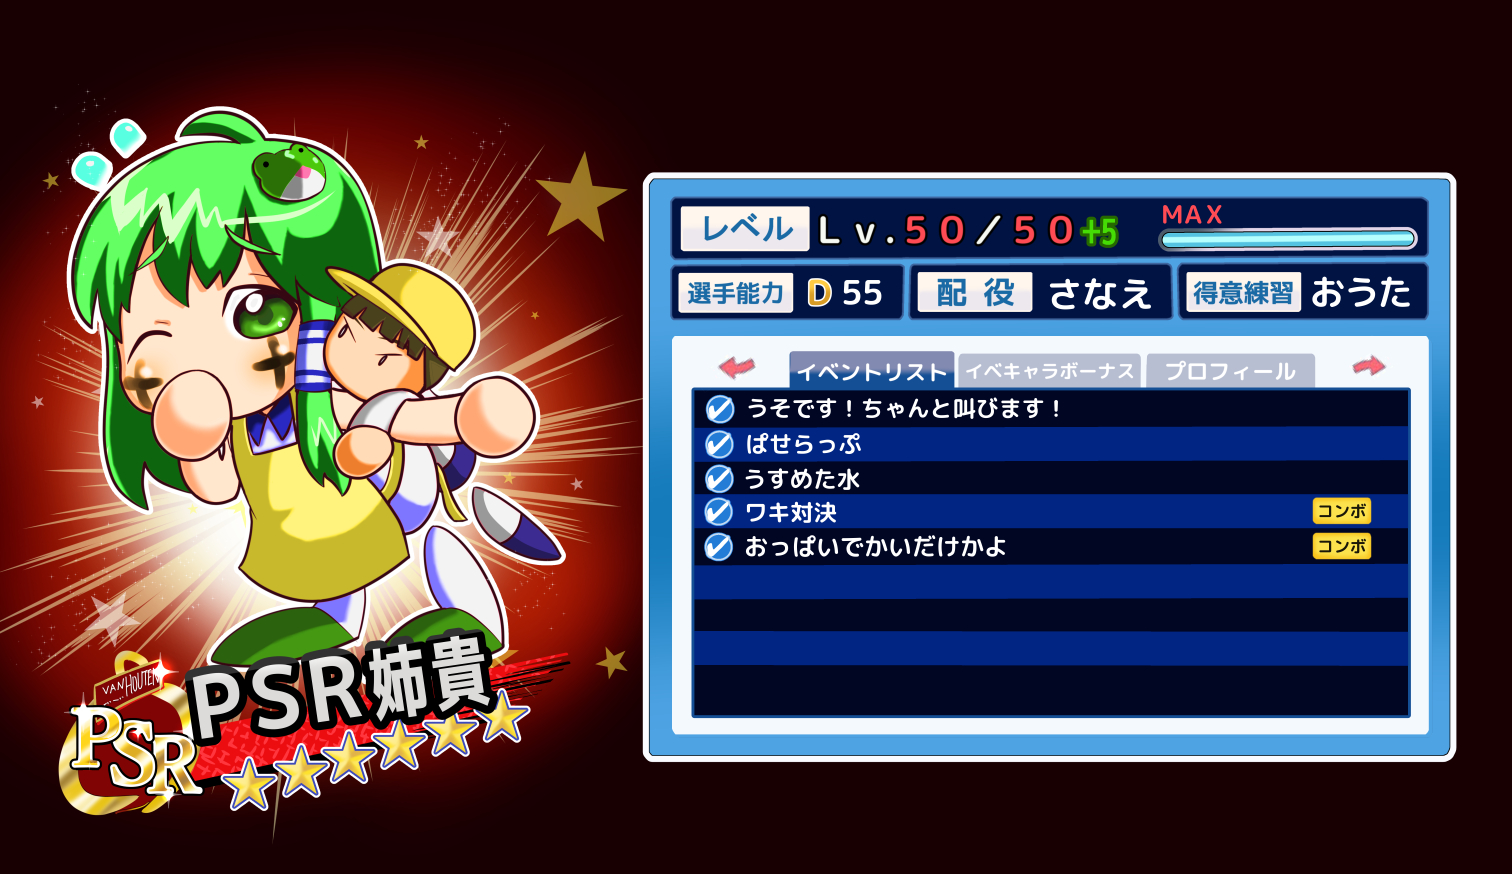 レベル Lv.50/50+5 MAX
選手能力 D 55 配役 さなえ 得意練習 おうた
イベントリスト イベキャラボーナス プロフィール
うそです！ちゃんと叫びます！
ぱせらっぷ
うすめた水
ワキ対決 コンボ
おっぱいでかいだけかよ コンボ
VAN HOUTEN
PSR
PSR姉貴